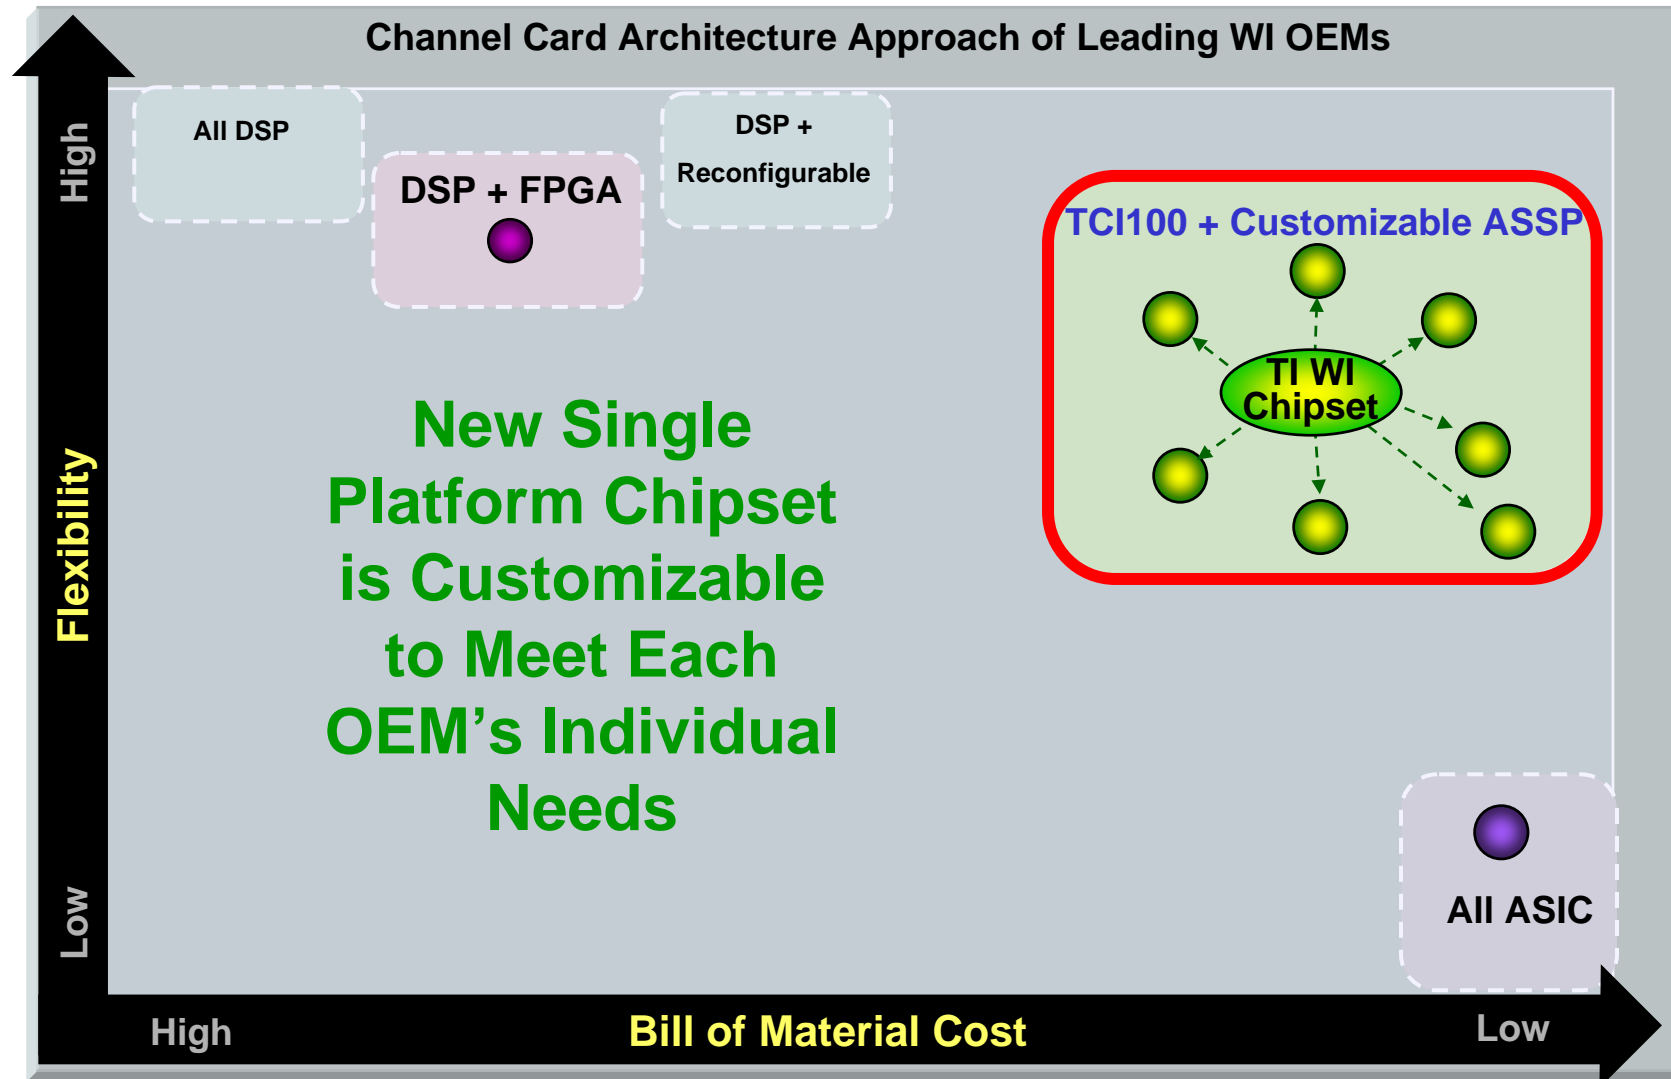 Channel Card Architecture Approach of Leading WI OEMs
High
Flexibility
Low
All DSP
DSP + FPGA
DSP +
Reconfigurable
TCI100 + Customizable ASSP
TI WI
Chipset
New Single
Platform Chipset
is Customizable
to Meet Each
OEM’s Individual
Needs
All ASIC
High
Bill of Material Cost
Low